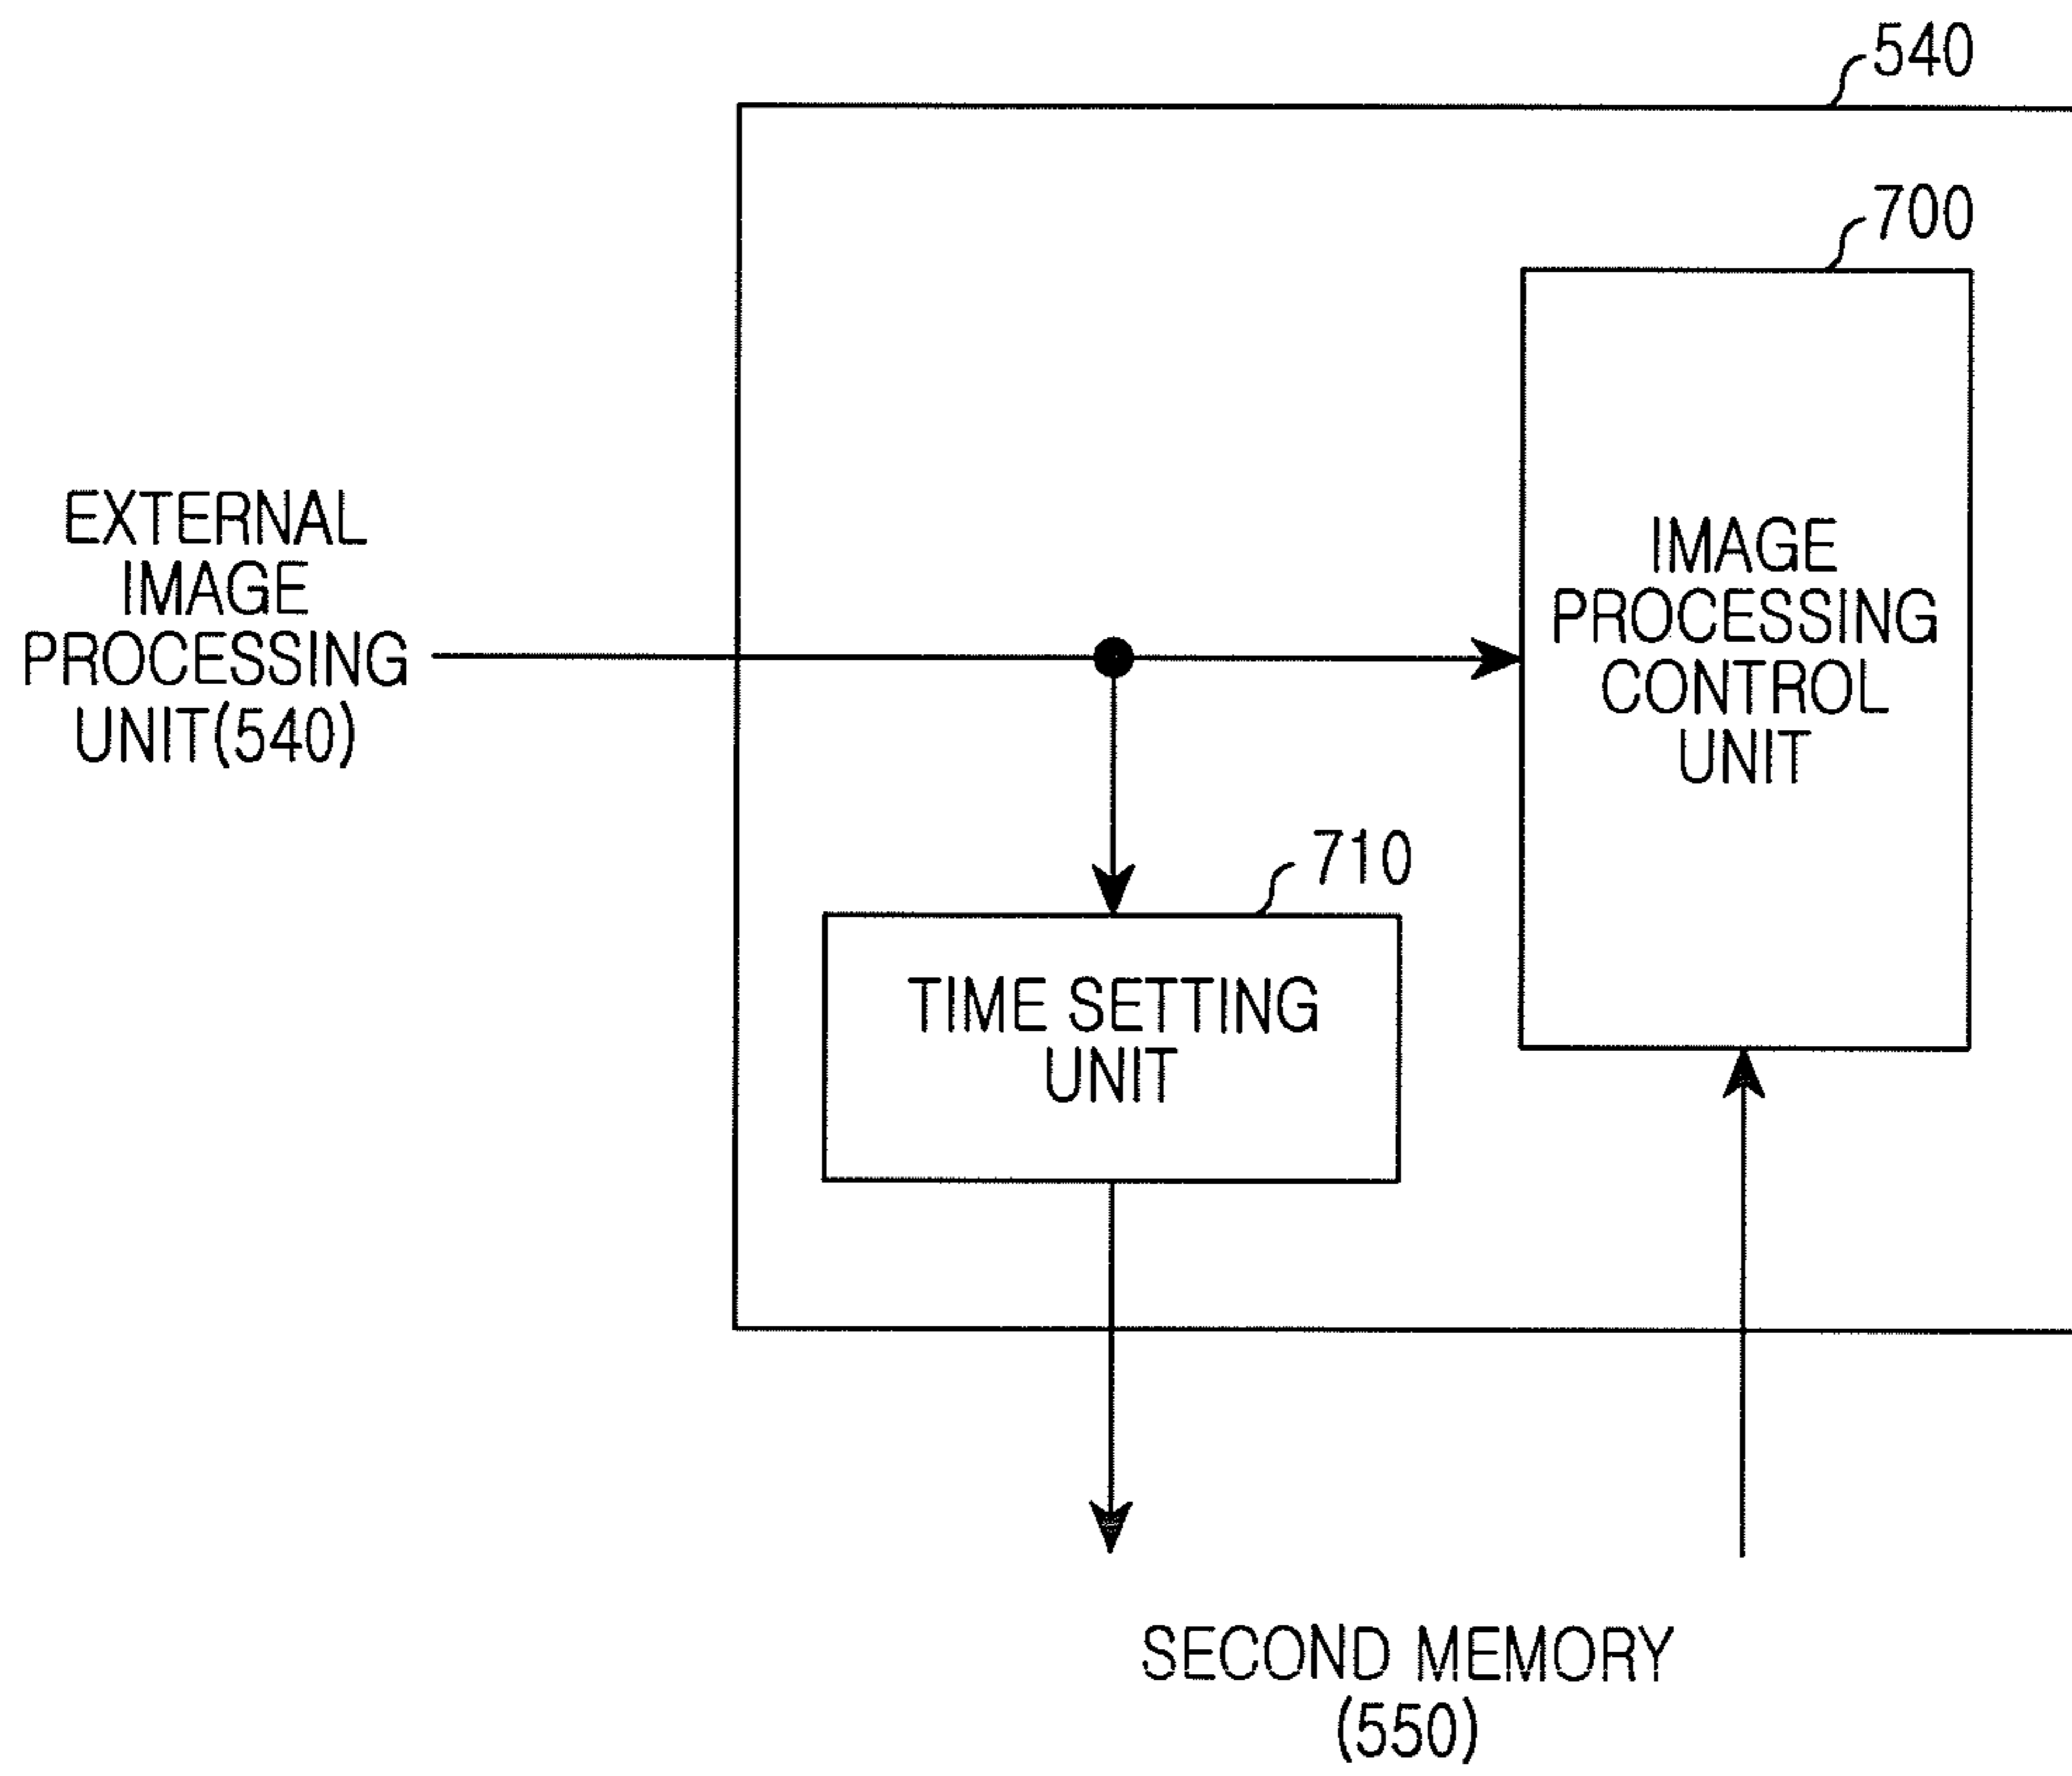 540
700
EXTERNAL
IMAGE
PROCESSING
UNIT(540)
IMAGE
PROCESSING
CONTROL
UNIT
710
TIME SETTING
UNIT
SECOND MEMORY
(550)